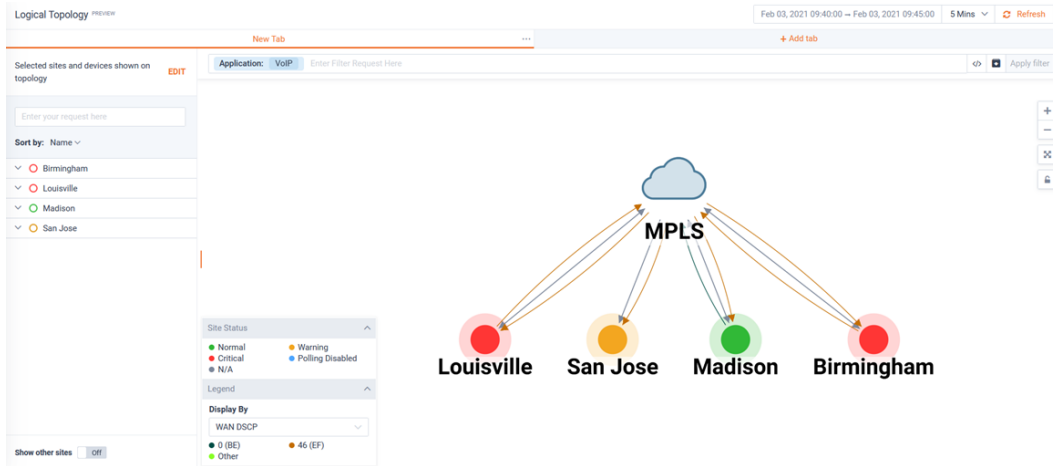 Logical Topology PREVIEW
Feb 03, 2021 09:40:00 – Feb 03, 2021 09:45:00
5 Mins
Refresh
New Tab
...
+ Add tab
Selected sites and devices shown on
topology
EDIT
Application: VoIP
Enter Filter Request Here
</>
Apply filter
Enter your request here
Sort by: Name
Birmingham
Louisville
Madison
San Jose
MPLS
Louisville
San Jose
Madison
Birmingham
Site Status
Normal
Warning
Critical
Polling Disabled
N/A
Legend
Display By
WAN DSCP
0 (BE)
46 (EF)
Other
Show other sites
Off